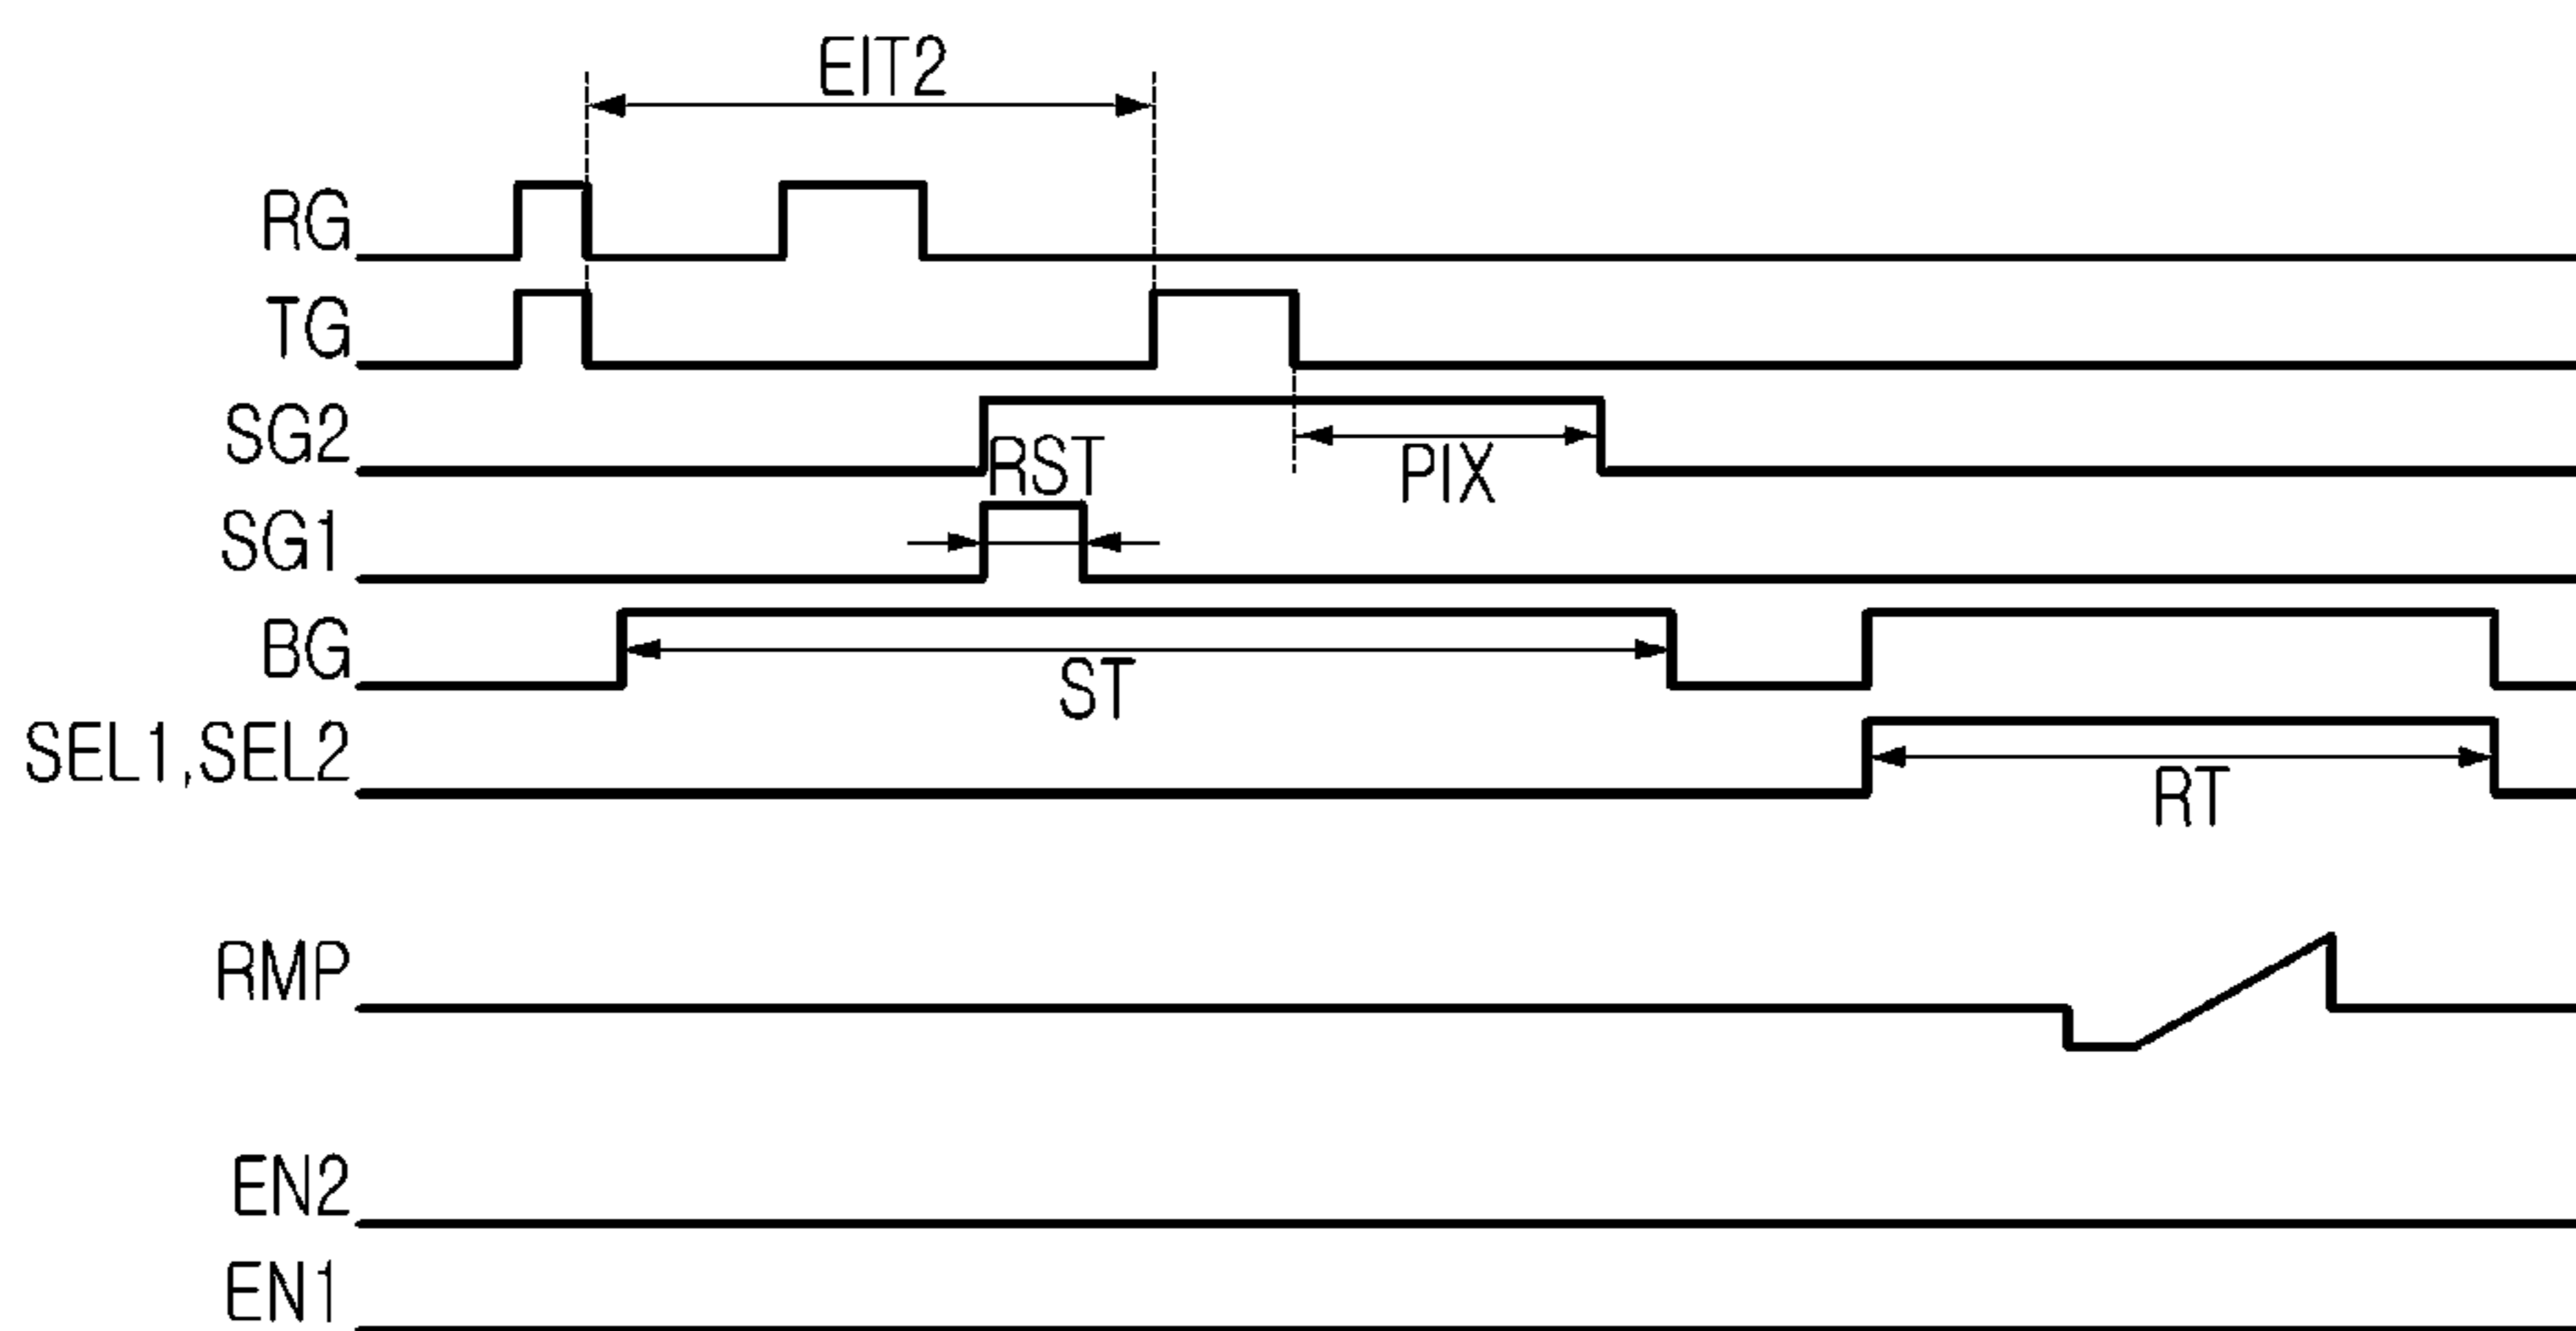 EIT2
RG
TG
SG2
RST
PIX
SG1
BG
ST
SEL1,SEL2
RT
RMP
EN2
EN1